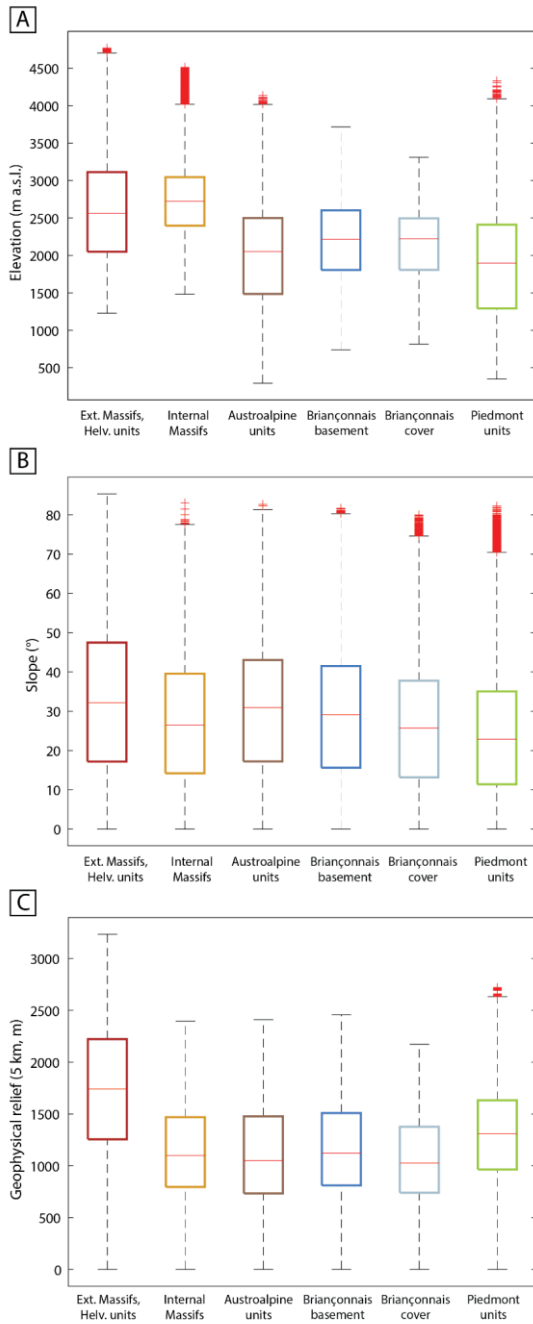 A
Elevation (m a.s.l.)
4500
4000
3500
3000
2500
2000
1500
1000
500
Ext. Massifs,
Helv. units
Internal
Massifs
Austroalpine
units
Briançonnais
basement
Briançonnais
cover
Piedmont
units
B
Slope (°)
80
70
60
50
40
30
20
10
0
Ext. Massifs,
Helv. units
Internal
Massifs
Austroalpine
units
Briançonnais
basement
Briançonnais
cover
Piedmont
units
C
Geophysical relief (5 km, m)
3000
2500
2000
1500
1000
500
0
Ext. Massifs,
Helv. units
Internal
Massifs
Austroalpine
units
Briançonnais
basement
Briançonnais
cover
Piedmont
units